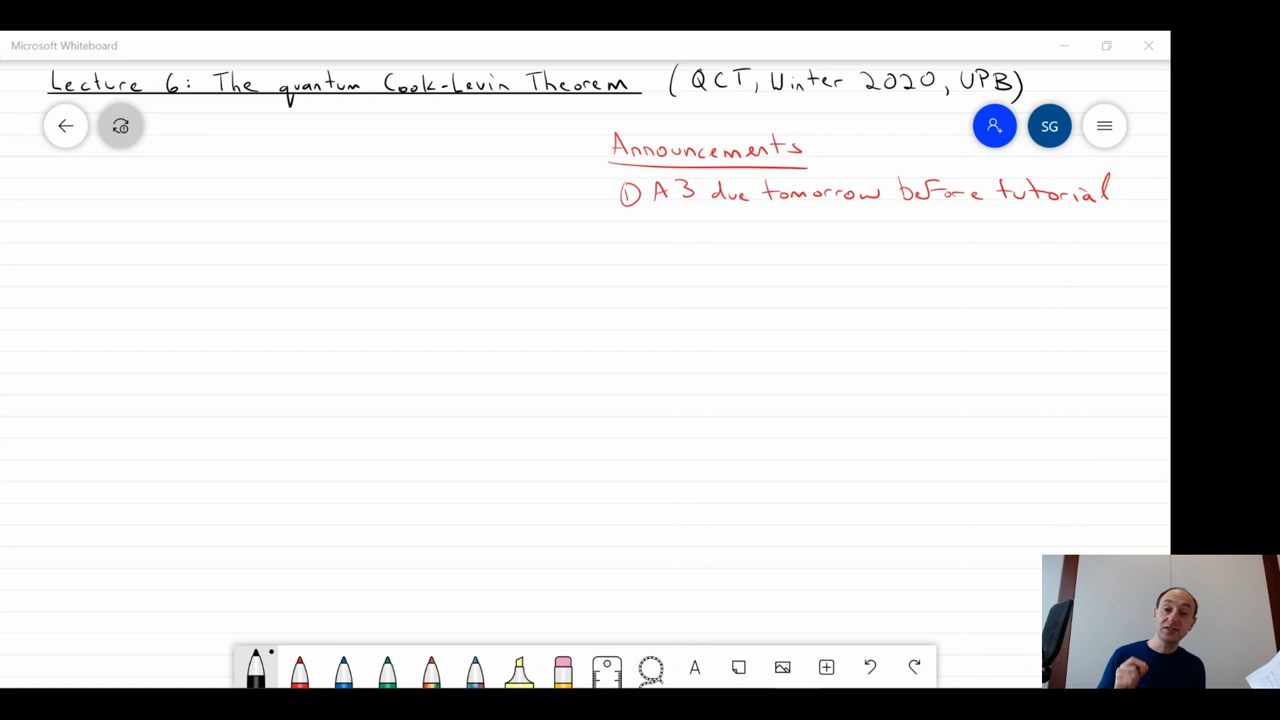 Microsoft Whiteboard
Lecture 6: The quantum Cook-Levin Theorem (QCT, Winter 2020, UPB)
SG
Announcements
① A3 due tomorrow before tutorial
A